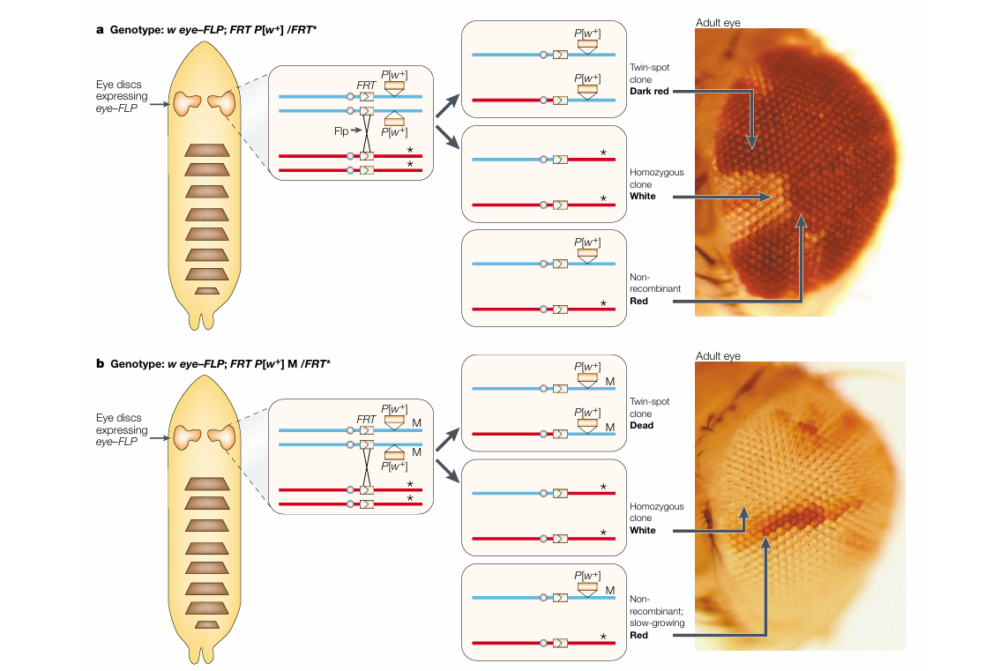 a Genotype: w eye–FLP; FRT P[w+] /FRT*
Adult eye
Eye discs
expressing
eye–FLP
FRT
P[w+]
Flp
P[w+]
*
*
P[w+]
P[w+]
Twin-spot
clone
Dark red
*
*
Homozygous
clone
White
P[w+]
*
Non-
recombinant
Red
b Genotype: w eye–FLP; FRT P[w+] M /FRT*
Adult eye
Eye discs
expressing
eye–FLP
FRT
P[w+]
M
M
P[w+]
*
*
P[w+]
M
P[w+]
M
Twin-spot
clone
Dead
*
*
Homozygous
clone
White
P[w+]
M
*
Non-
recombinant;
slow-growing
Red